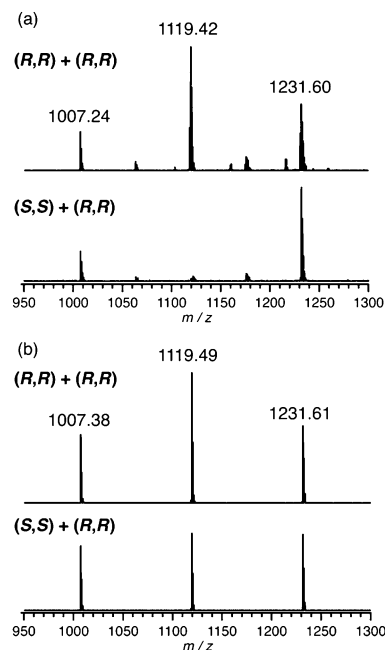 (a)
1119.42
(R,R) + (R,R)
1231.60
1007.24
(S,S) + (R,R)
950 1000 1050 1100 1150 1200 1250 1300
m / z
(b)
1119.49
(R,R) + (R,R)
1231.61
1007.38
(S,S) + (R,R)
950 1000 1050 1100 1150 1200 1250 1300
m / z